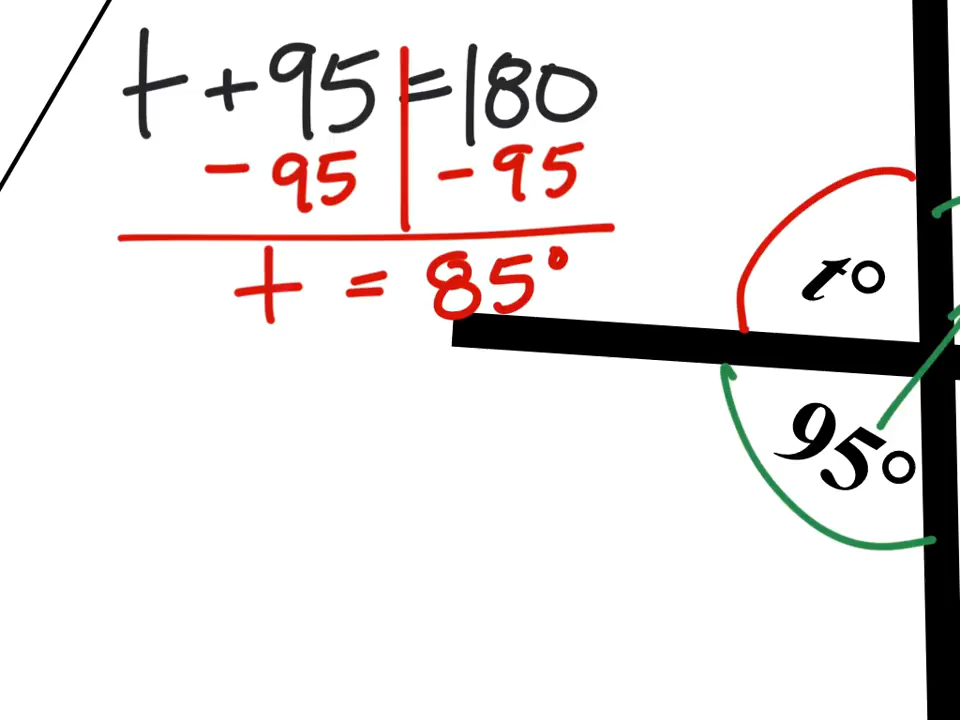 t + 95 = 180
- 95 - 95
t = 85°
t°
95°